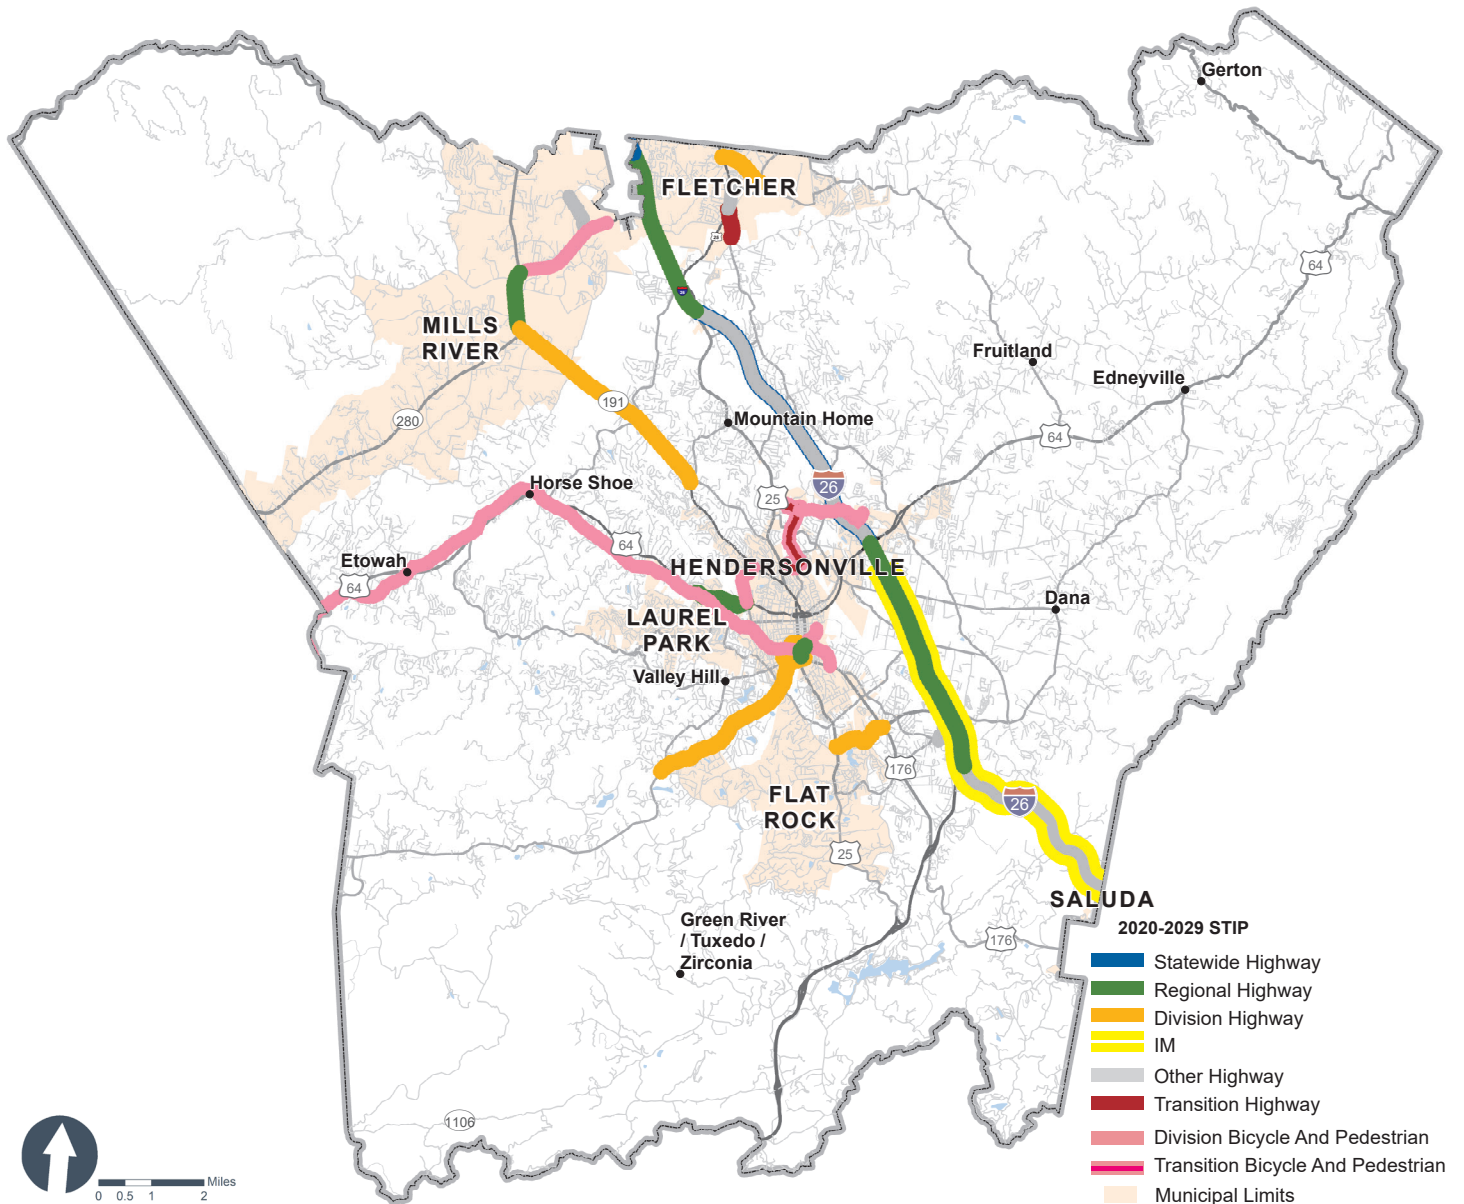 Gerton
FLETCHER
25
64
26
MILLS
RIVER
Fruitland
Edneyville
191
280
Mountain Home
64
Horse Shoe
26
25
64
Etowah
HENDERSONVILLE
64
Dana
LAUREL
PARK
Valley Hill
176
FLAT
ROCK
26
25
SALUDA
Green River
/ Tuxedo /
Zirconia
176
2020-2029 STIP
Statewide Highway
Regional Highway
Division Highway
IM
Other Highway
Transition Highway
Division Bicycle And Pedestrian
Transition Bicycle And Pedestrian
Municipal Limits
1106
Miles
0 0.5 1 2